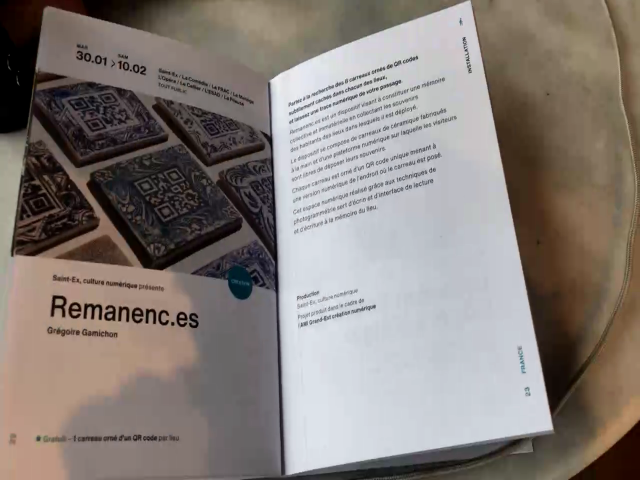 MAR
30.01 > SAM
10.02
Saint-Ex / La Comédie / Le FRAC / Le Manège
L'Opéra / Le Cellier / L'ESAD / La Fileuse
TOUT PUBLIC
Saint-Ex, culture numérique présente
Remanenc.es
Grégoire Gamichon
★ Gratuit – 1 carreau orné d'un QR code par lieu
INSTALLATION
Partez à la recherche des 8 carreaux ornés de QR codes
subtilement cachés dans chacun des lieux,
et laissez une trace numérique de votre passage.
Remanenc.es est un dispositif visant à constituer une mémoire
collective et immatérielle en collectant les souvenirs
des habitants des lieux dans lesquels il est déployé.
Le dispositif se compose de carreaux de céramique fabriqués
à la main et d'une plateforme numérique sur laquelle les visiteurs
sont libres de déposer leurs souvenirs.
Chaque carreau est orné d'un QR code unique menant à
une version numérique de l'endroit où le carreau est posé.
Cet espace numérique réalisé grâce aux techniques de
photogrammétrie sert d'écrin et d'interface de lecture
et d'écriture à la mémoire du lieu.
Production
Saint-Ex, culture numérique
Projet produit dans le cadre de
l'AMI Grand-Est création numérique
23 FRANCE